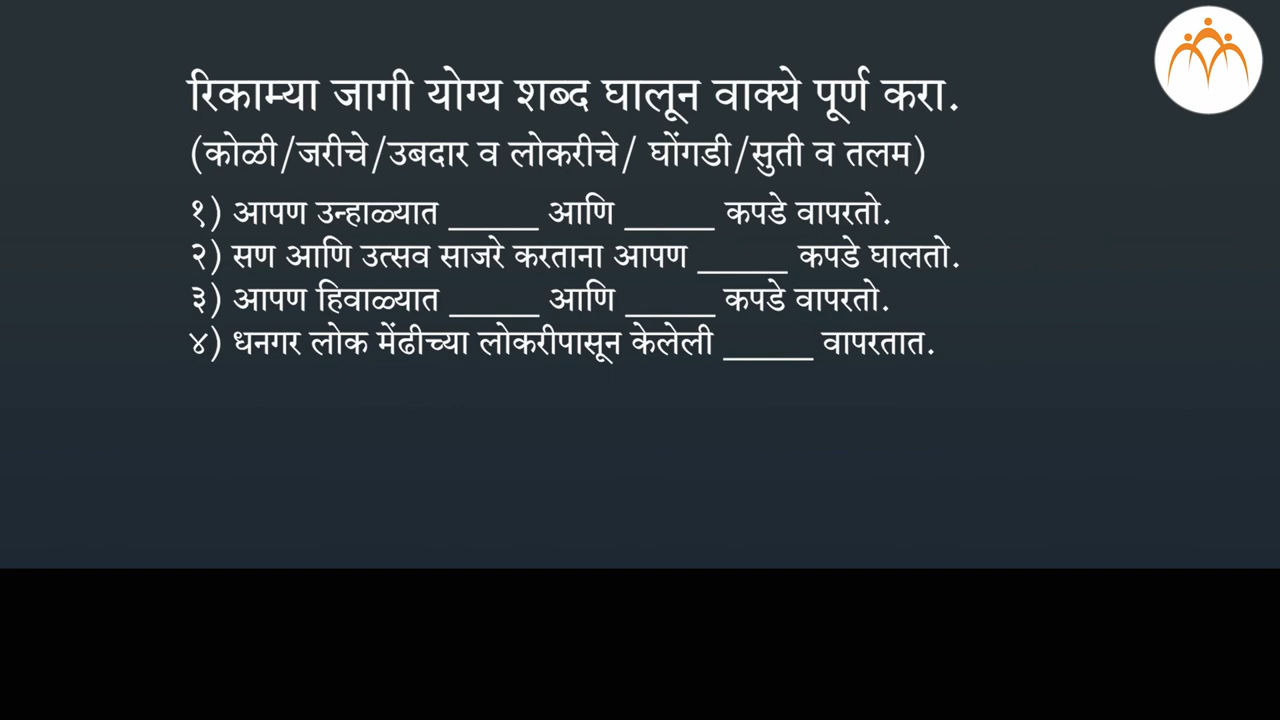 रिकाम्या जागी योग्य शब्द घालून वाक्ये पूर्ण करा.
(कोळी/जरीचे/उबदार व लोकरीचे/ घोंगडी/सुती व तलम)
१) आपण उन्हाळ्यात ______ आणि ______ कपडे वापरतो.
२) सण आणि उत्सव साजरे करताना आपण ______ कपडे घालतो.
३) आपण हिवाळ्यात ______ आणि ______ कपडे वापरतो.
४) धनगर लोक मेंढीच्या लोकरीपासून केलेली ______ वापरतात.